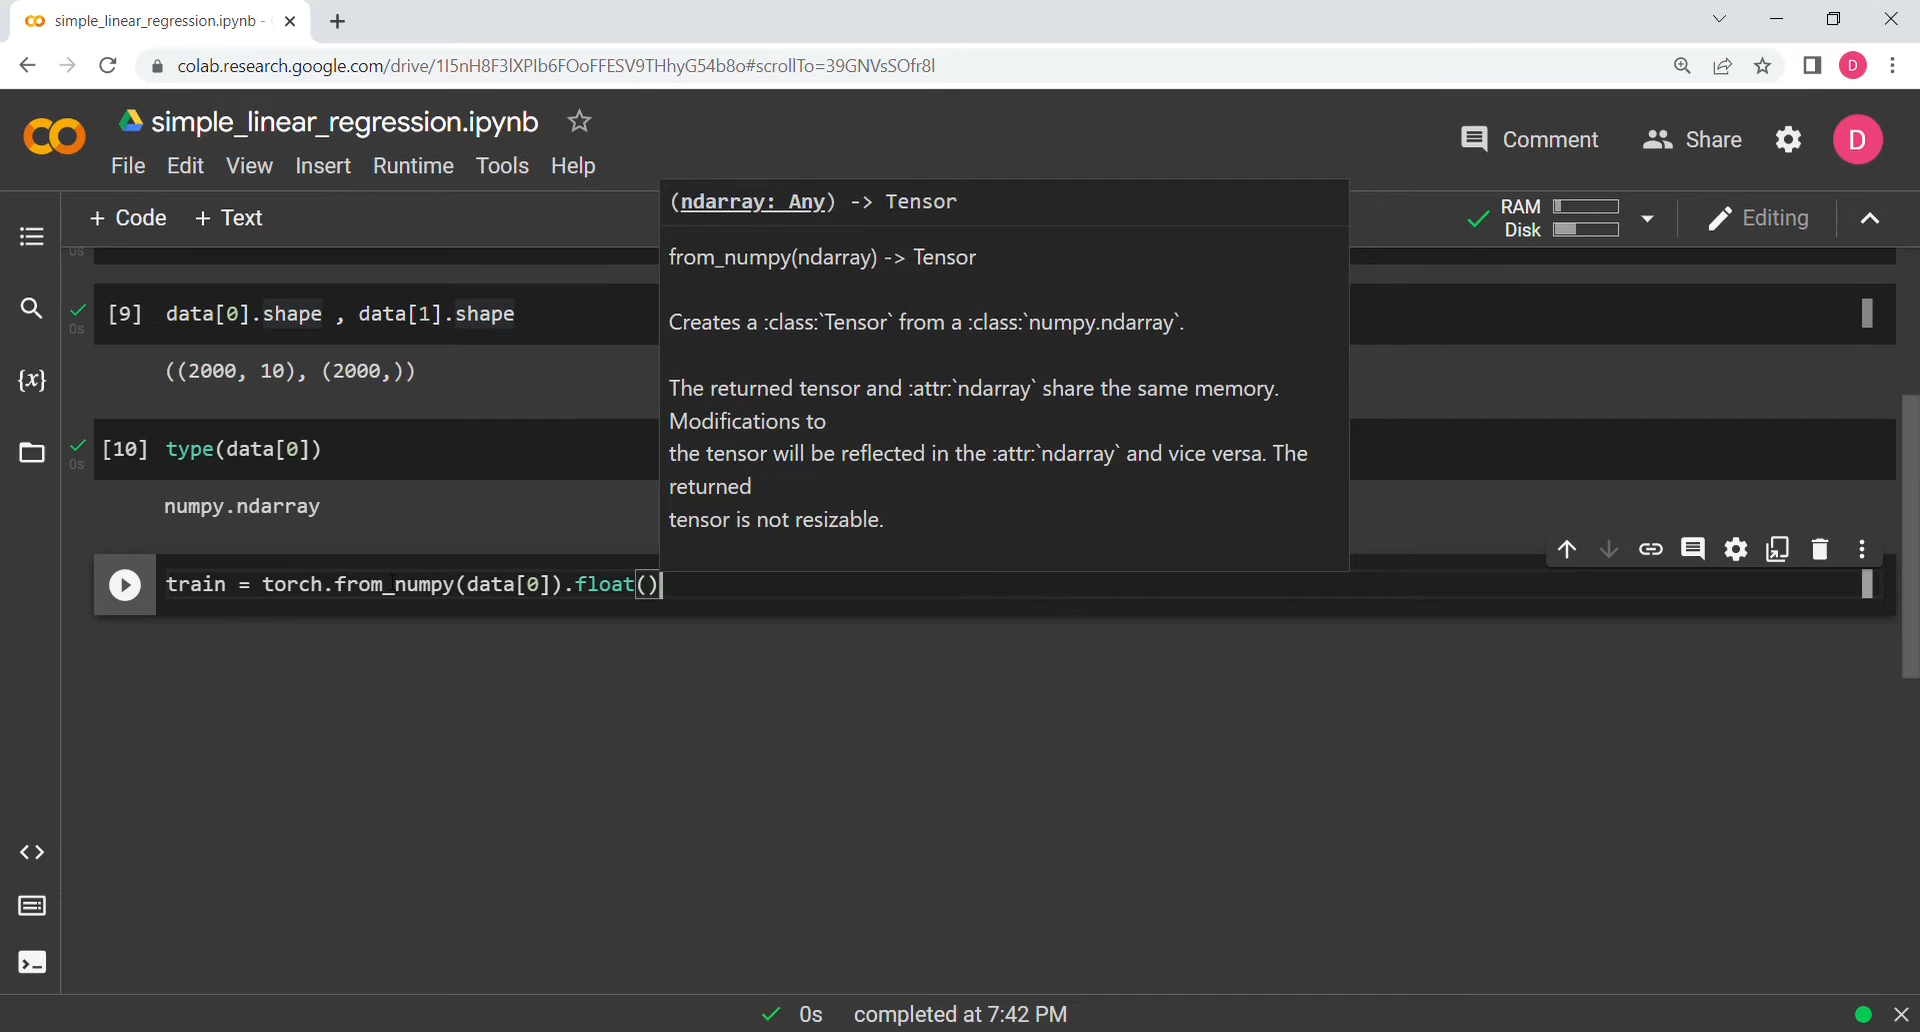 simple_linear_regression.ipynb -
colab.research.google.com/drive/1I5nH8F3lXPIb6FOoFFESV9THhyG54b8o#scrollTo=39GNVsSOfr8l
D
simple_linear_regression.ipynb
File Edit View Insert Runtime Tools Help
Comment
Share
D
+ Code + Text
RAM
Disk
Editing
(ndarray: Any) -> Tensor
from_numpy(ndarray) -> Tensor
Creates a :class:`Tensor` from a :class:`numpy.ndarray`.
The returned tensor and :attr:`ndarray` share the same memory.
Modifications to
the tensor will be reflected in the :attr:`ndarray` and vice versa. The
returned
tensor is not resizable.
0s
[9] data[0].shape , data[1].shape
0s
((2000, 10), (2000,))
{x}
[10] type(data[0])
0s
numpy.ndarray
train = torch.from_numpy(data[0]).float()
0s completed at 7:42 PM